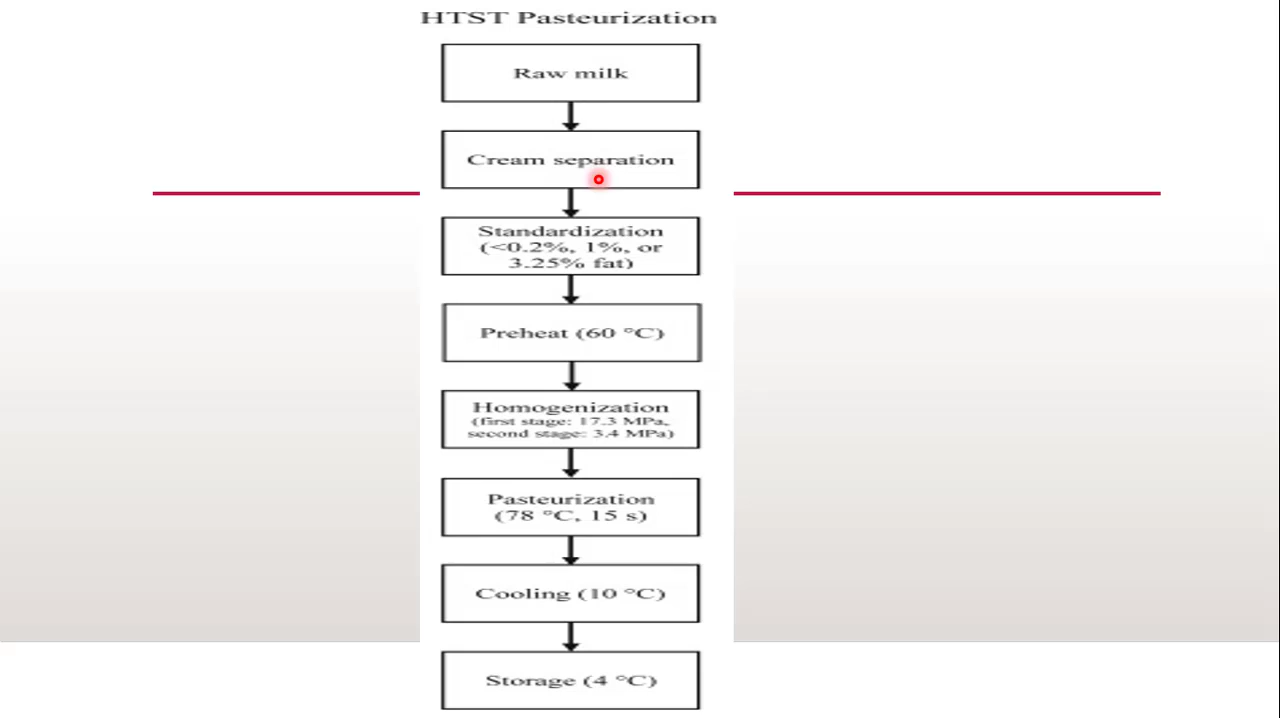 HTST Pasteurization
Raw milk
Cream separation
Standardization
(<0.2%, 1%, or
3.25% fat)
Preheat (60 °C)
Homogenization
(first stage: 17.3 MPa,
second stage: 3.4 MPa)
Pasteurization
(78 °C, 15 s)
Cooling (10 °C)
Storage (4 °C)